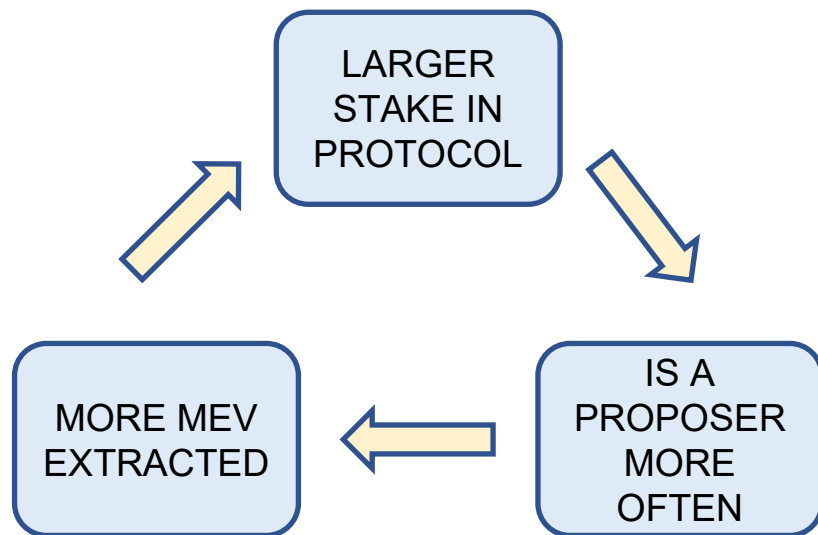 LARGER
STAKE IN
PROTOCOL
IS A
PROPOSER
MORE
OFTEN
MORE MEV
EXTRACTED